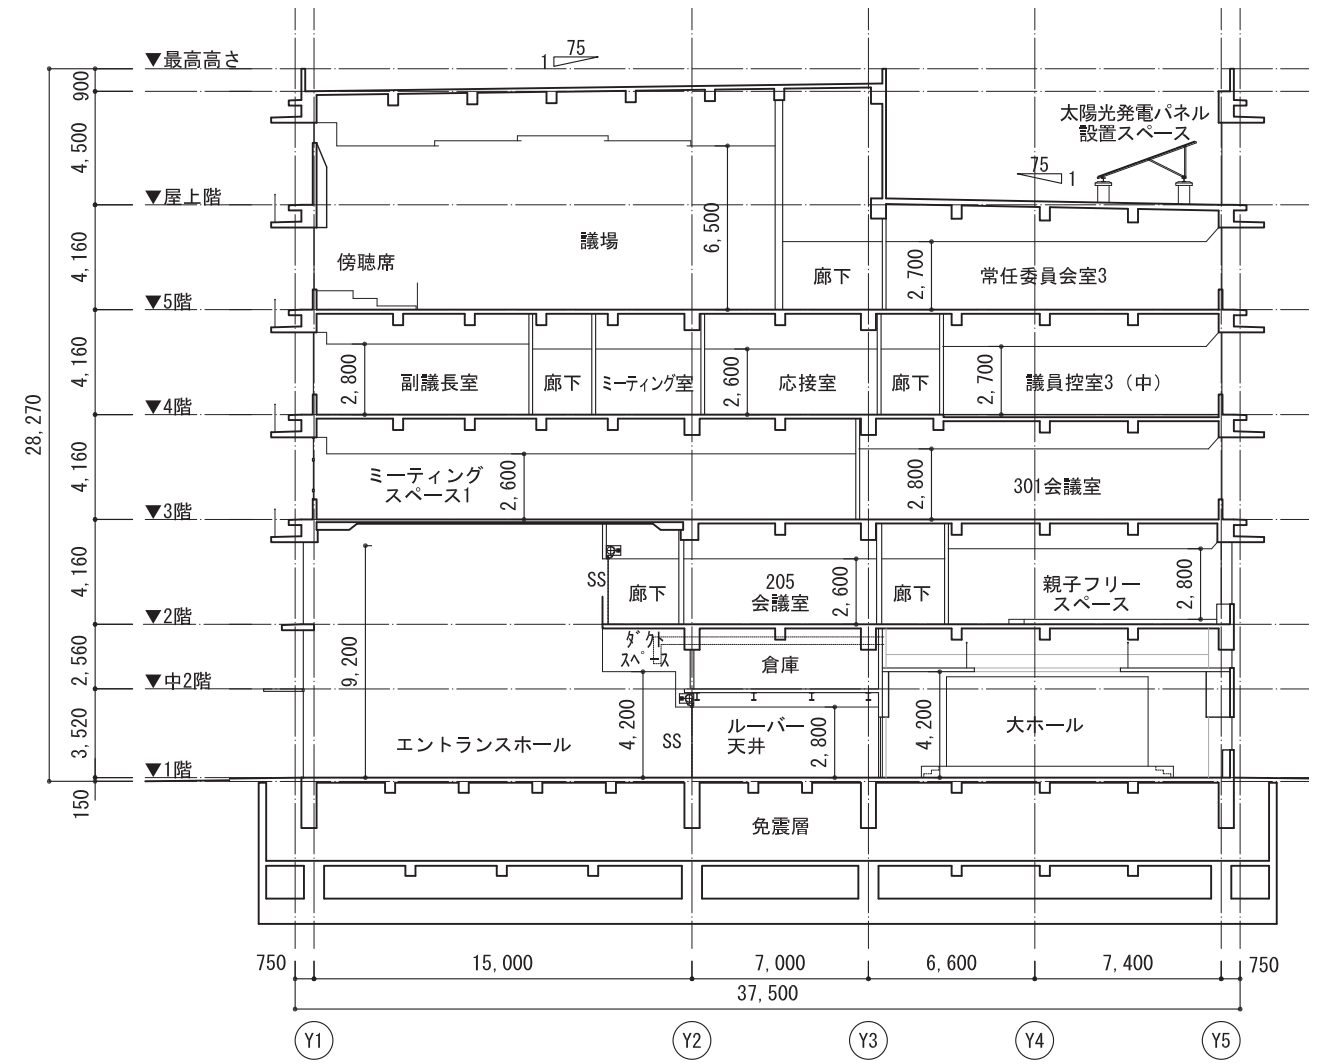 ▼最高高さ
1
75
900
太陽光発電パネル
設置スペース
4,500
75
1
▼屋上階
6,500
議場
傍聴席
廊下
2,700
常任委員会室3
4,160
▼5階
2,800
副議長室
廊下
ミーティング室
2,600
応接室
廊下
2,700
議員控室3（中）
4,160
▼4階
28,270
ミーティング
スペース1
2,600
2,800
301会議室
4,160
▼3階
SS
廊下
205
会議室
2,600
廊下
親子フリー
スペース
2,800
4,160
▼2階
ダクト
スペース
倉庫
9,200
2,560
▼中2階
エントランスホール
4,200
SS
ルーバー
天井
2,800
4,200
大ホール
3,520
▼1階
150
免震層
750
15,000
7,000
6,600
7,400
750
37,500
Y1
Y2
Y3
Y4
Y5